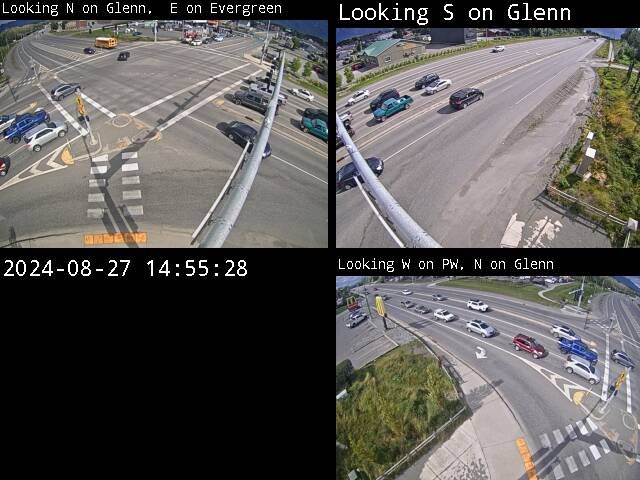 Looking N on Glenn, E on Evergreen
Looking S on Glenn
2024-08-27 14:55:28
Looking W on PW, N on Glenn